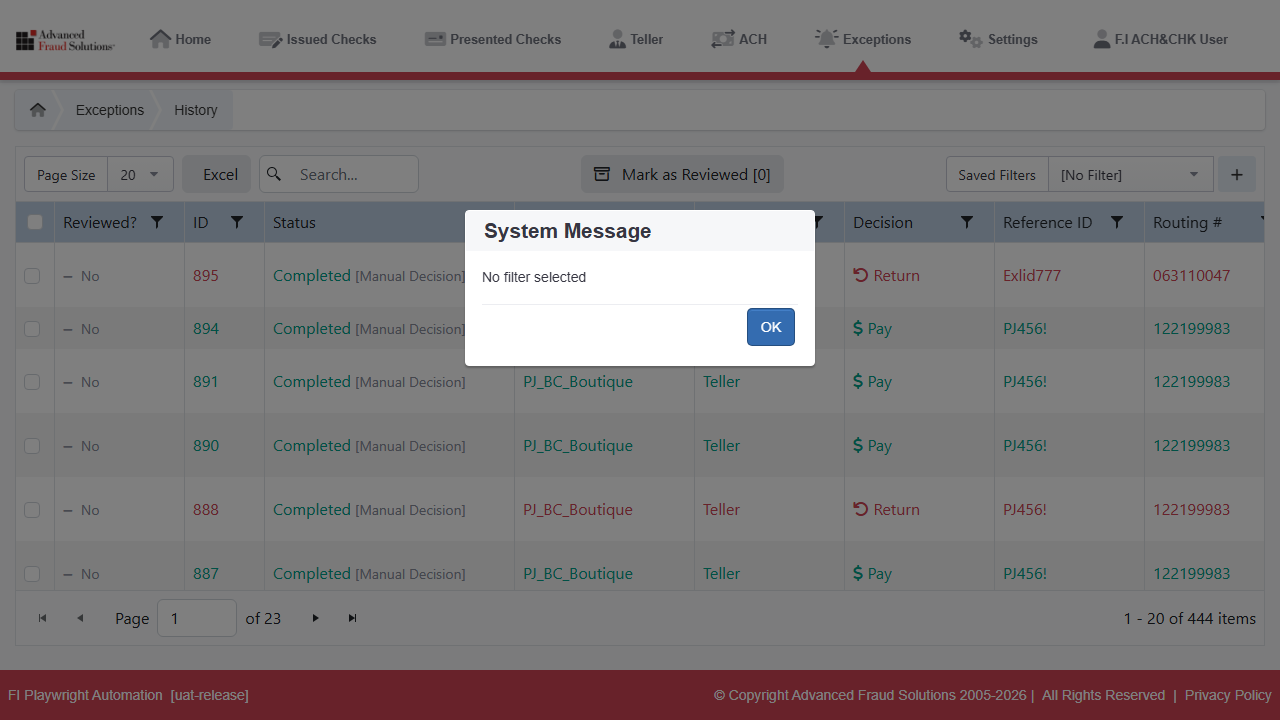 Advanced Fraud Solutions
Home Issued Checks Presented Checks Teller ACH Exceptions Settings F.I ACH&CHK User
Exceptions History
Page Size 20 Excel Search... Mark as Reviewed [0] Saved Filters [No Filter] +
Reviewed? ID Status Decision Reference ID Routing #
System Message
No filter selected
OK
No 895 Completed [Manual Decision] Return Exlid777 063110047
No 894 Completed [Manual Decision] $ Pay PJ456! 122199983
No 891 Completed [Manual Decision] PJ_BC_Boutique Teller $ Pay PJ456! 122199983
No 890 Completed [Manual Decision] PJ_BC_Boutique Teller $ Pay PJ456! 122199983
No 888 Completed [Manual Decision] PJ_BC_Boutique Teller Return PJ456! 122199983
No 887 Completed [Manual Decision] PJ_BC_Boutique Teller $ Pay PJ456! 122199983
Page 1 of 23 1 - 20 of 444 items
FI Playwright Automation [uat-release] © Copyright Advanced Fraud Solutions 2005-2026 | All Rights Reserved | Privacy Policy